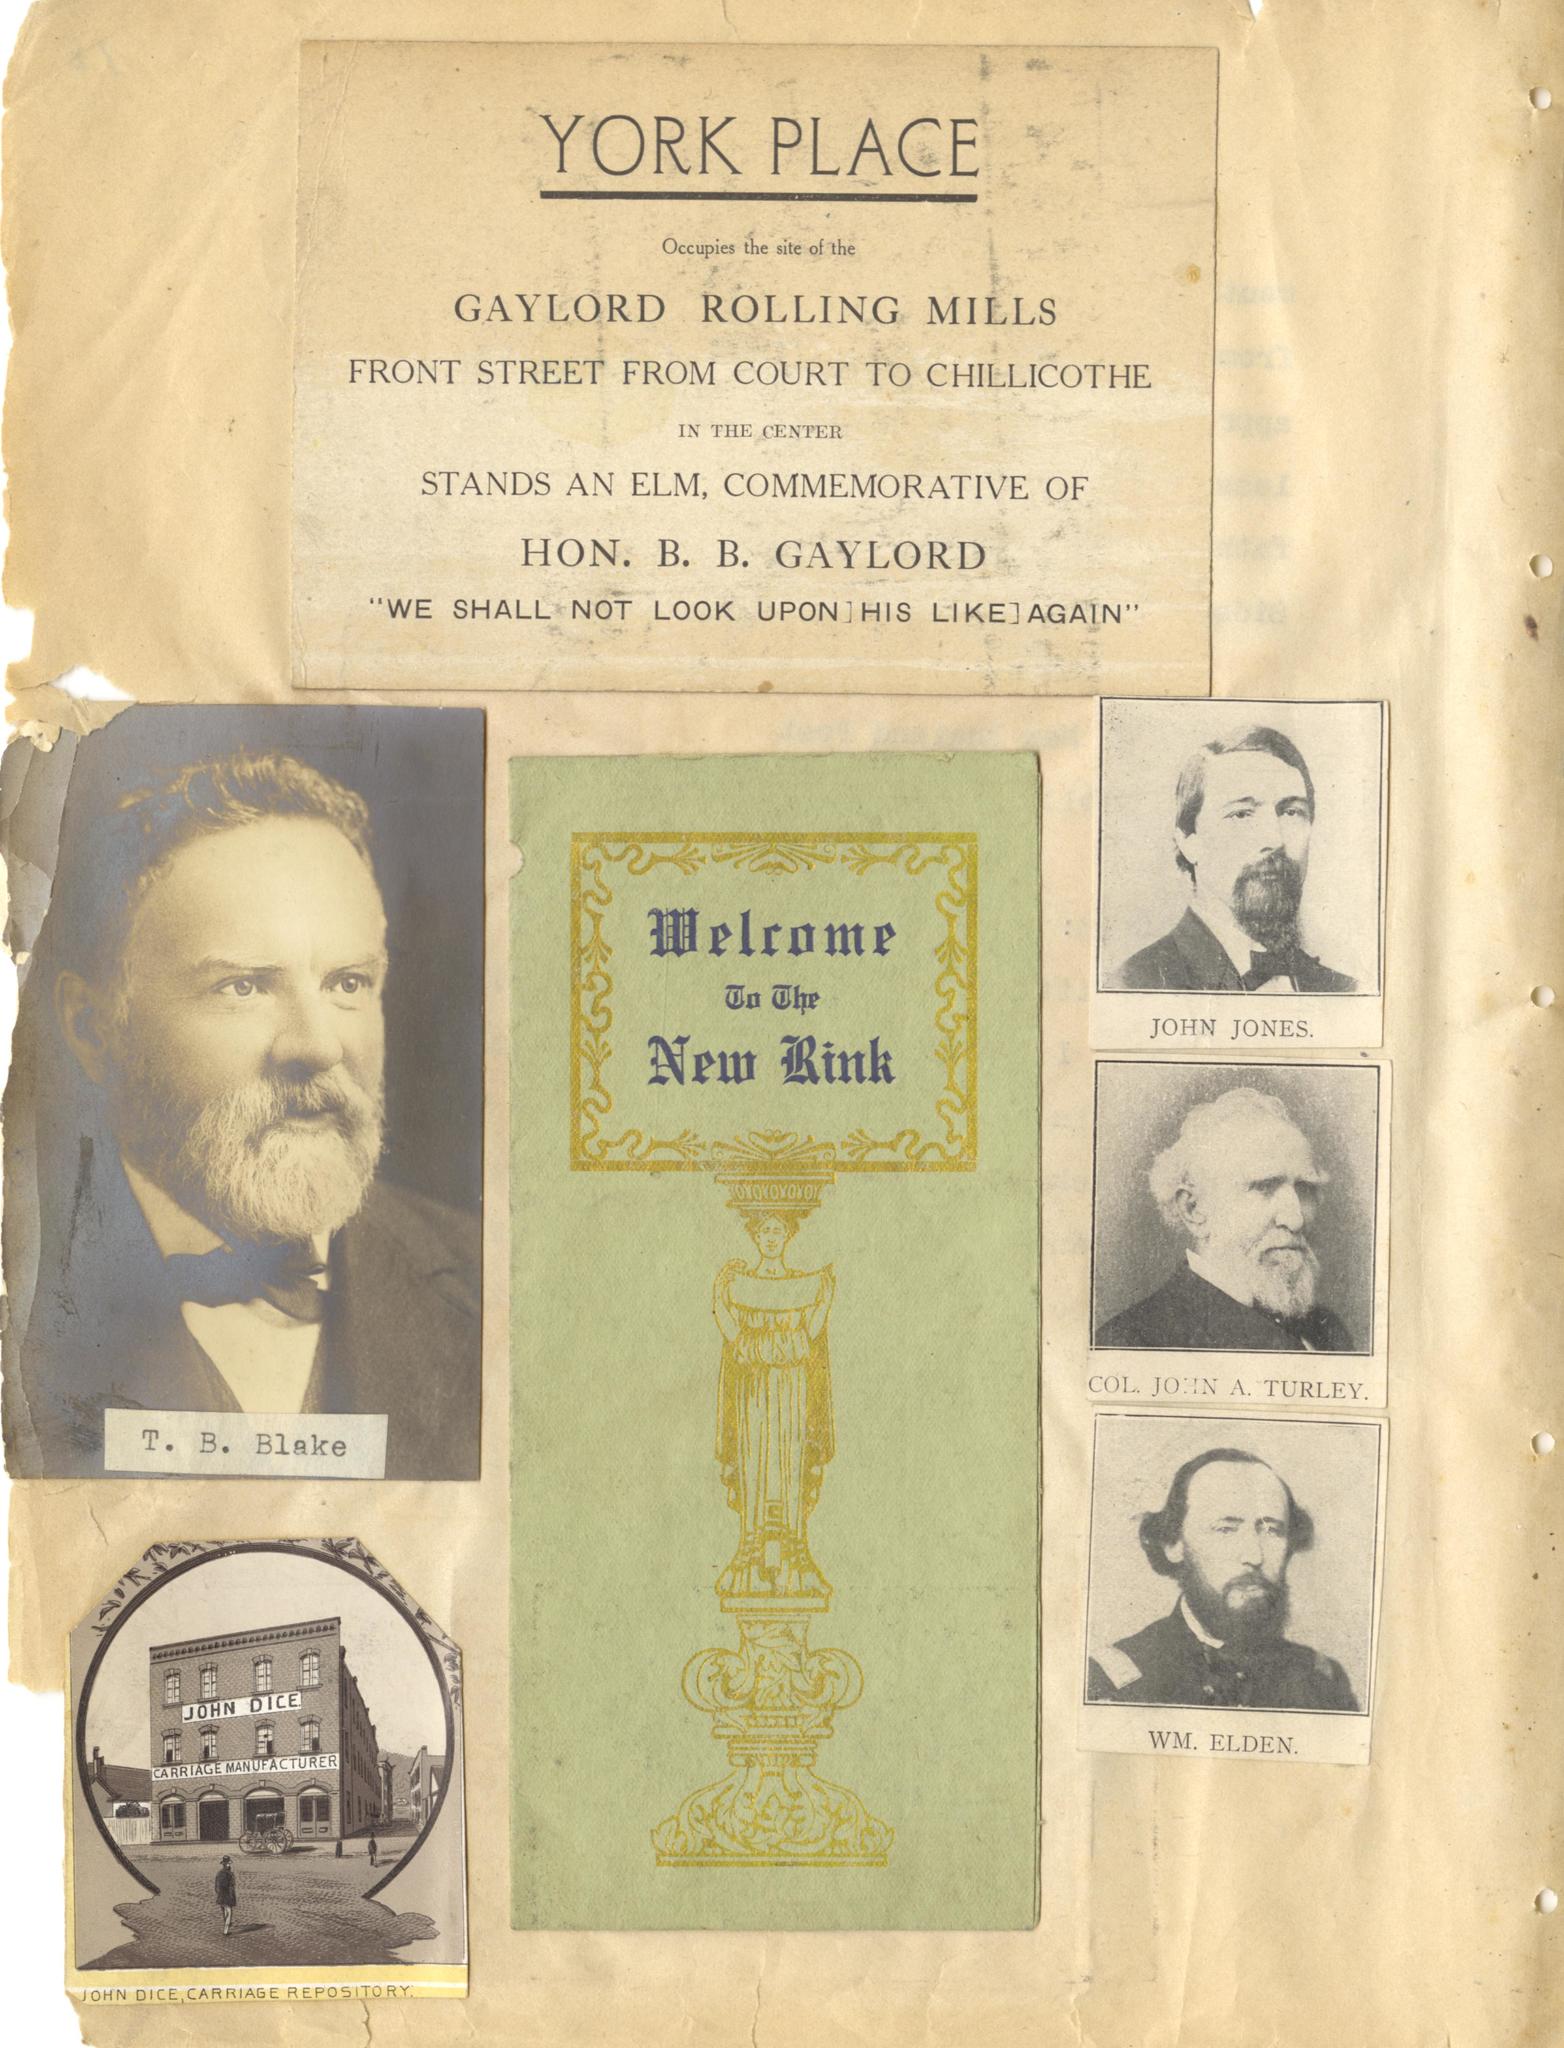 YORK PLACE
Occupies the site of the
GAYLORD ROLLING MILLS
FRONT STREET FROM COURT TO CHILLICOTHE
IN THE CENTER
STANDS AN ELM, COMMEMORATIVE OF
HON. B. B. GAYLORD
"WE SHALL NOT LOOK UPON] HIS LIKE] AGAIN"
T. B. Blake
JOHN DICE
CARRIAGE MANUFACTURER
JOHN DICE, CARRIAGE REPOSITORY.
Welcome
To The
New Rink
JOHN JONES.
COL. JOHN A. TURLEY.
WM. ELDEN.